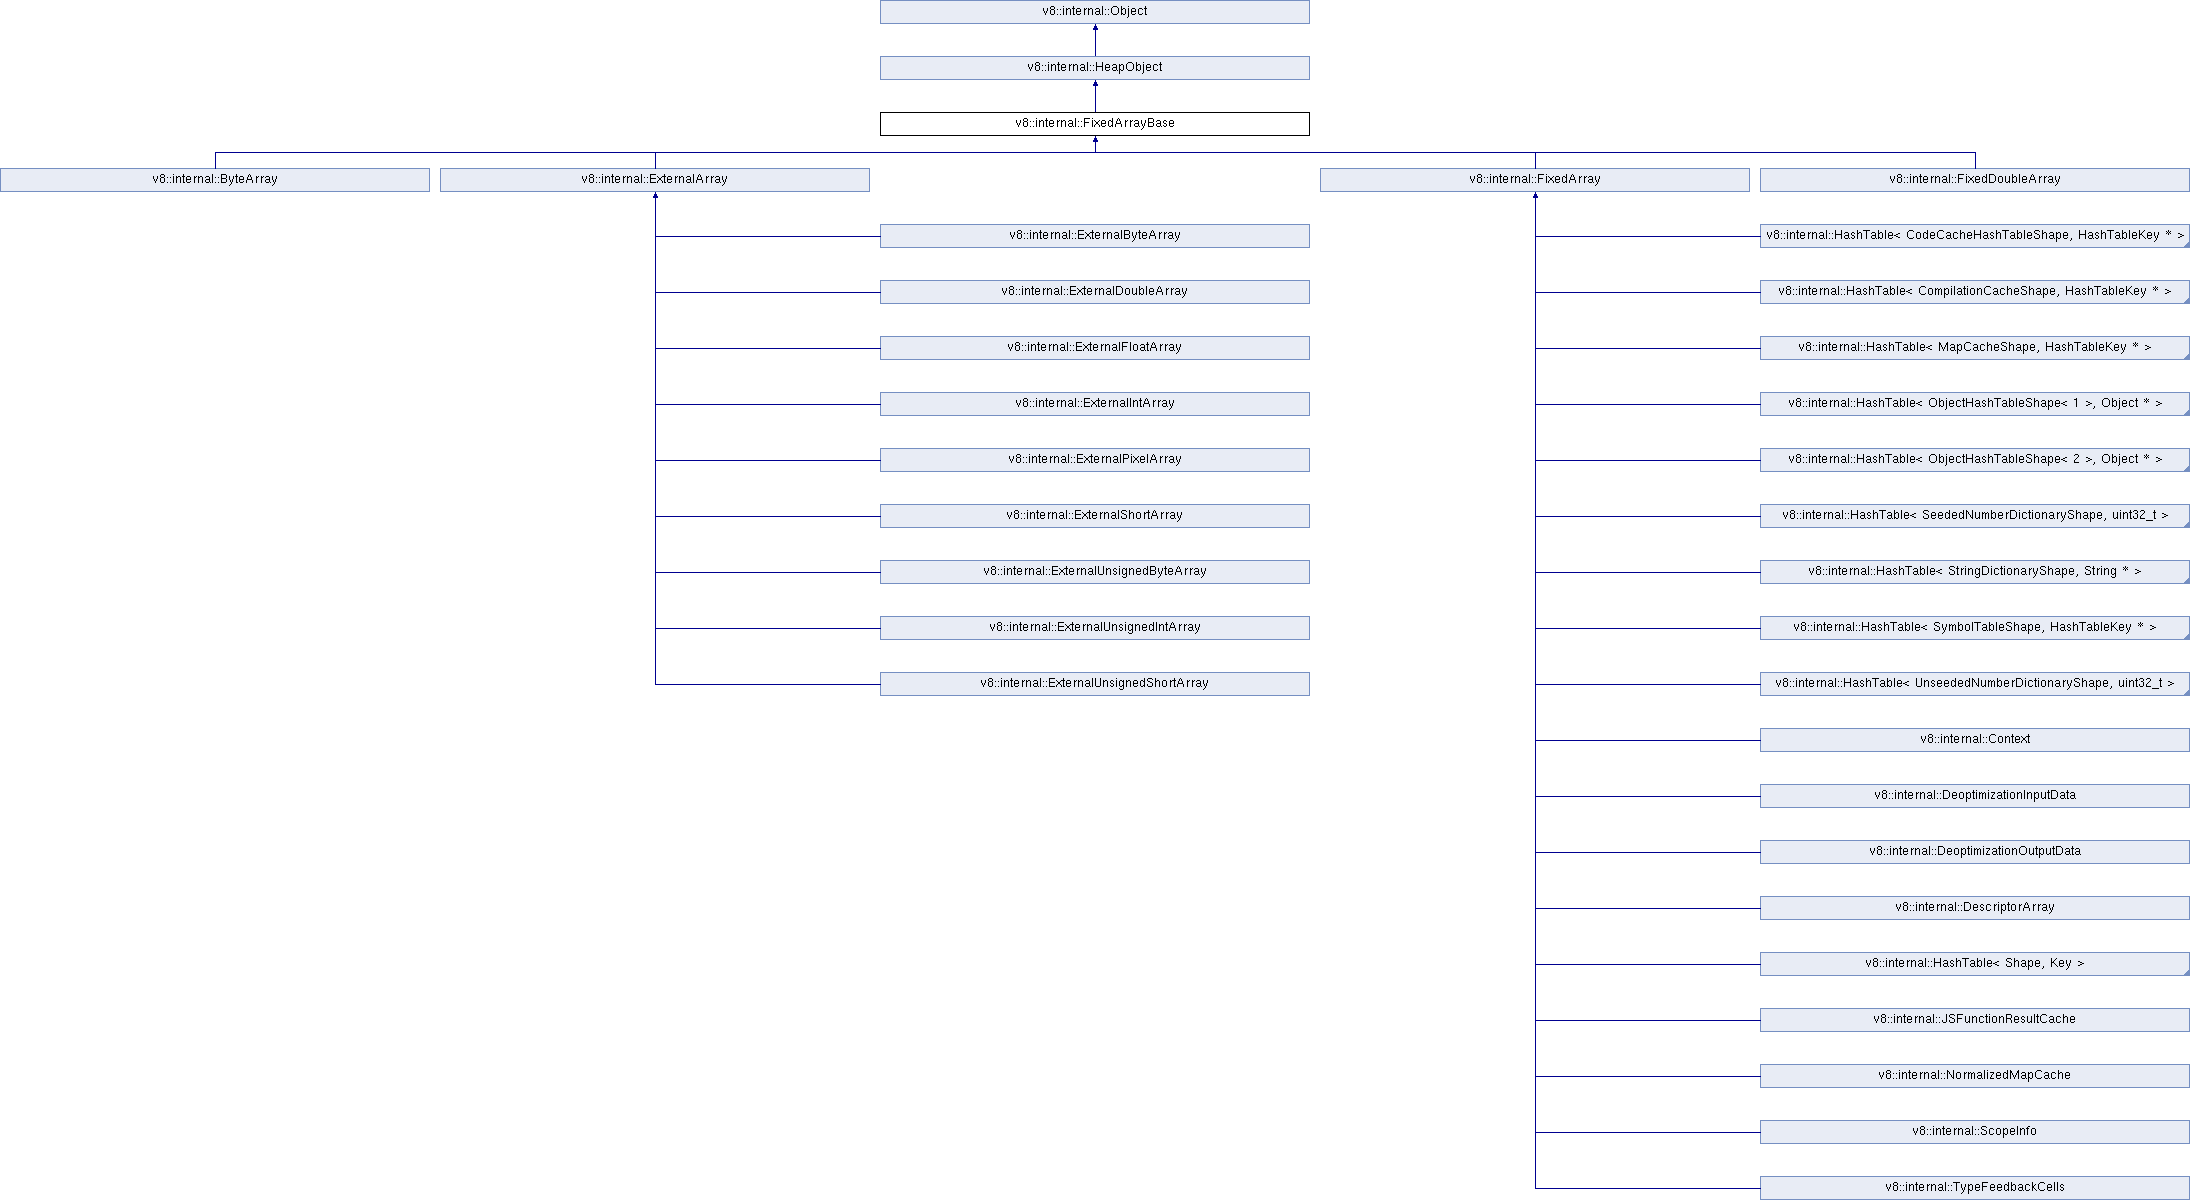 v8::internal::Object
v8::internal::HeapObject
v8::internal::FixedArrayBase
v8::internal::ByteArray
v8::internal::ExternalArray
v8::internal::FixedArray
v8::internal::FixedDoubleArray
v8::internal::ExternalByteArray
v8::internal::HashTable< CodeCacheHashTableShape, HashTableKey * >
v8::internal::ExternalDoubleArray
v8::internal::HashTable< CompilationCacheShape, HashTableKey * >
v8::internal::ExternalFloatArray
v8::internal::HashTable< MapCacheShape, HashTableKey * >
v8::internal::ExternalIntArray
v8::internal::HashTable< ObjectHashTableShape< 1 >, Object * >
v8::internal::ExternalPixelArray
v8::internal::HashTable< ObjectHashTableShape< 2 >, Object * >
v8::internal::ExternalShortArray
v8::internal::HashTable< SeededNumberDictionaryShape, uint32_t >
v8::internal::ExternalUnsignedByteArray
v8::internal::HashTable< StringDictionaryShape, String * >
v8::internal::ExternalUnsignedIntArray
v8::internal::HashTable< SymbolTableShape, HashTableKey * >
v8::internal::ExternalUnsignedShortArray
v8::internal::HashTable< UnseededNumberDictionaryShape, uint32_t >
v8::internal::Context
v8::internal::DeoptimizationInputData
v8::internal::DeoptimizationOutputData
v8::internal::DescriptorArray
v8::internal::HashTable< Shape, Key >
v8::internal::JSFunctionResultCache
v8::internal::NormalizedMapCache
v8::internal::ScopeInfo
v8::internal::TypeFeedbackCells